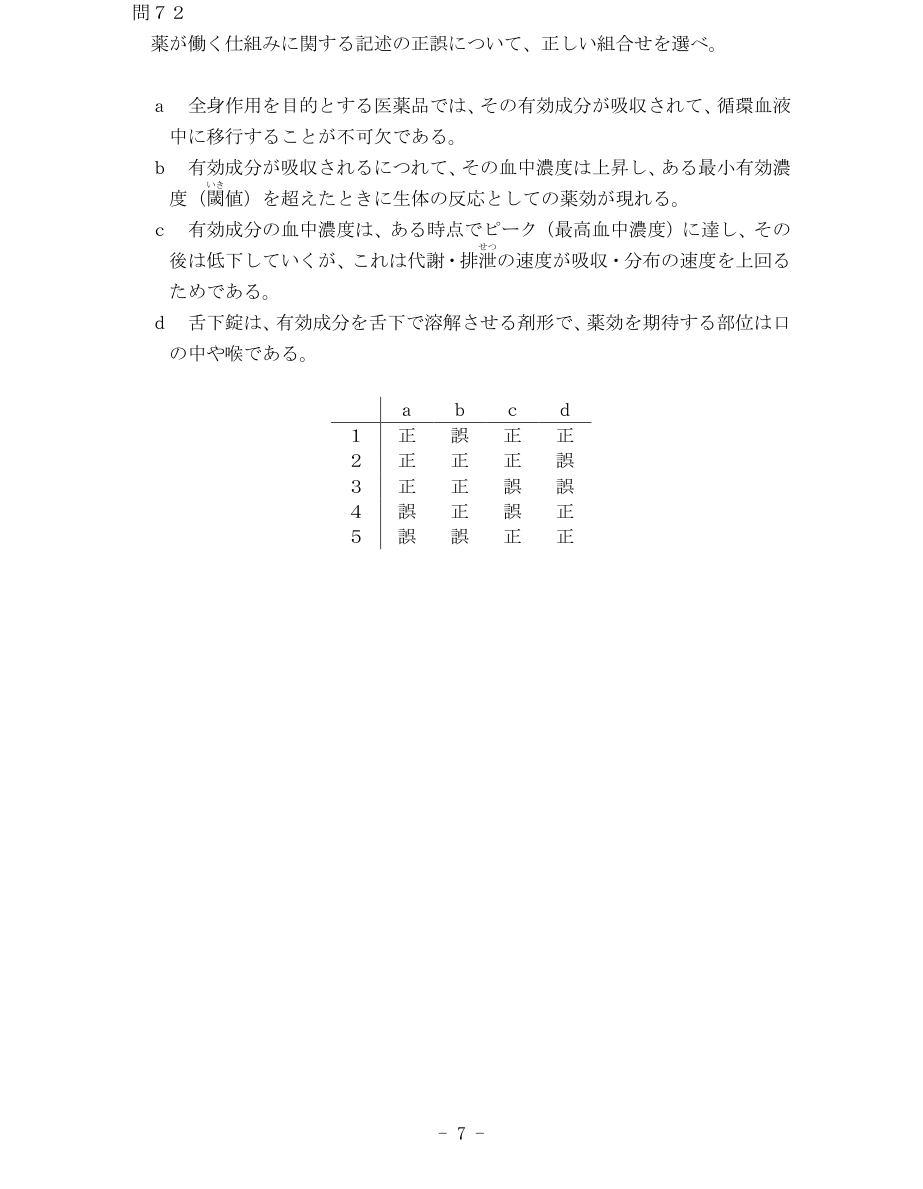 問７２
薬が働く仕組みに関する記述の正誤について、正しい組合せを選べ。
ａ　全身作用を目的とする医薬品では、その有効成分が吸収されて、循環血液
中に移行することが不可欠である。
ｂ　有効成分が吸収されるにつれて、その血中濃度は上昇し、ある最小有効濃
いき
度（閾値）を超えたときに生体の反応としての薬効が現れる。
ｃ　有効成分の血中濃度は、ある時点でピーク（最高血中濃度）に達し、その
せつ
後は低下していくが、これは代謝・排泄の速度が吸収・分布の速度を上回る
ためである。
ｄ　舌下錠は、有効成分を舌下で溶解させる剤形で、薬効を期待する部位は口
の中や喉である。
ａ　ｂ　ｃ　ｄ
１　正　誤　正　正
２　正　正　正　誤
３　正　正　誤　誤
４　誤　正　誤　正
５　誤　誤　正　正
－ 7 －